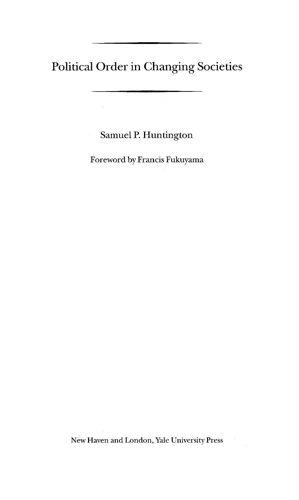 Political Order in Changing Societies
Samuel P. Huntington
Foreword by Francis Fukuyama
New Haven and London, Yale University Press